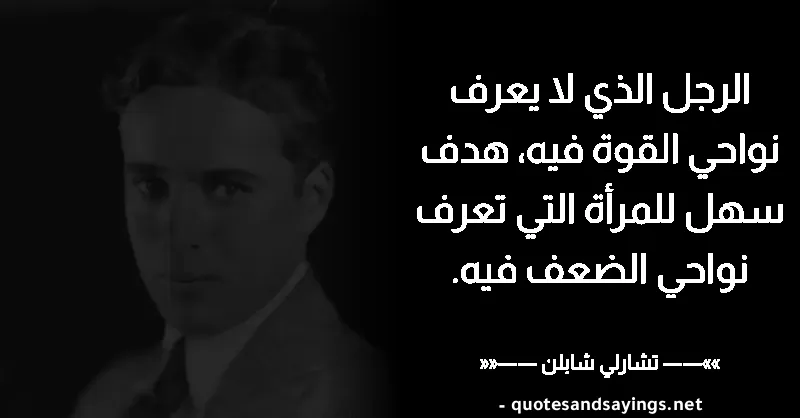 الرجل الذي لا يعرف
نواحي القوة فيه، هدف
سهل للمرأة التي تعرف
نواحي الضعف فيه.
»»—— تشارلي شابلن ——««
- quotesandsayings.net